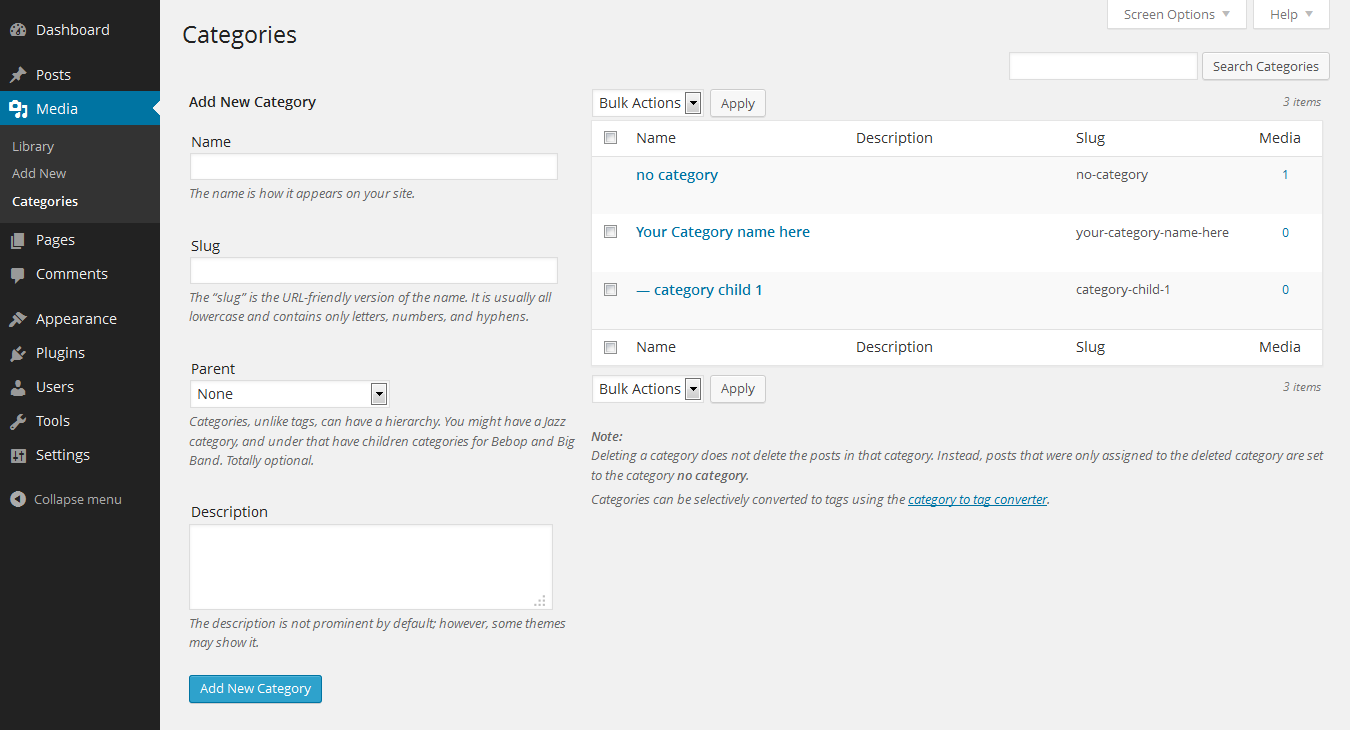 Dashboard
Posts
Media
Library
Add New
Categories
Pages
Comments
Appearance
Plugins
Users
Tools
Settings
Collapse menu
Screen Options
Help
Categories
Search Categories
Add New Category
Name
The name is how it appears on your site.
Slug
The “slug” is the URL-friendly version of the name. It is usually all
lowercase and contains only letters, numbers, and hyphens.
Parent
None
Categories, unlike tags, can have a hierarchy. You might have a Jazz
category, and under that have children categories for Bebop and Big
Band. Totally optional.
Description
The description is not prominent by default; however, some themes
may show it.
Add New Category
Bulk Actions Apply 3 items
Name Description Slug Media
no category no-category 1
Your Category name here your-category-name-here 0
— category child 1 category-child-1 0
Name Description Slug Media
Bulk Actions Apply 3 items
Note:
Deleting a category does not delete the posts in that category. Instead, posts that were only assigned to the deleted category are set
to the category no category.
Categories can be selectively converted to tags using the category to tag converter.